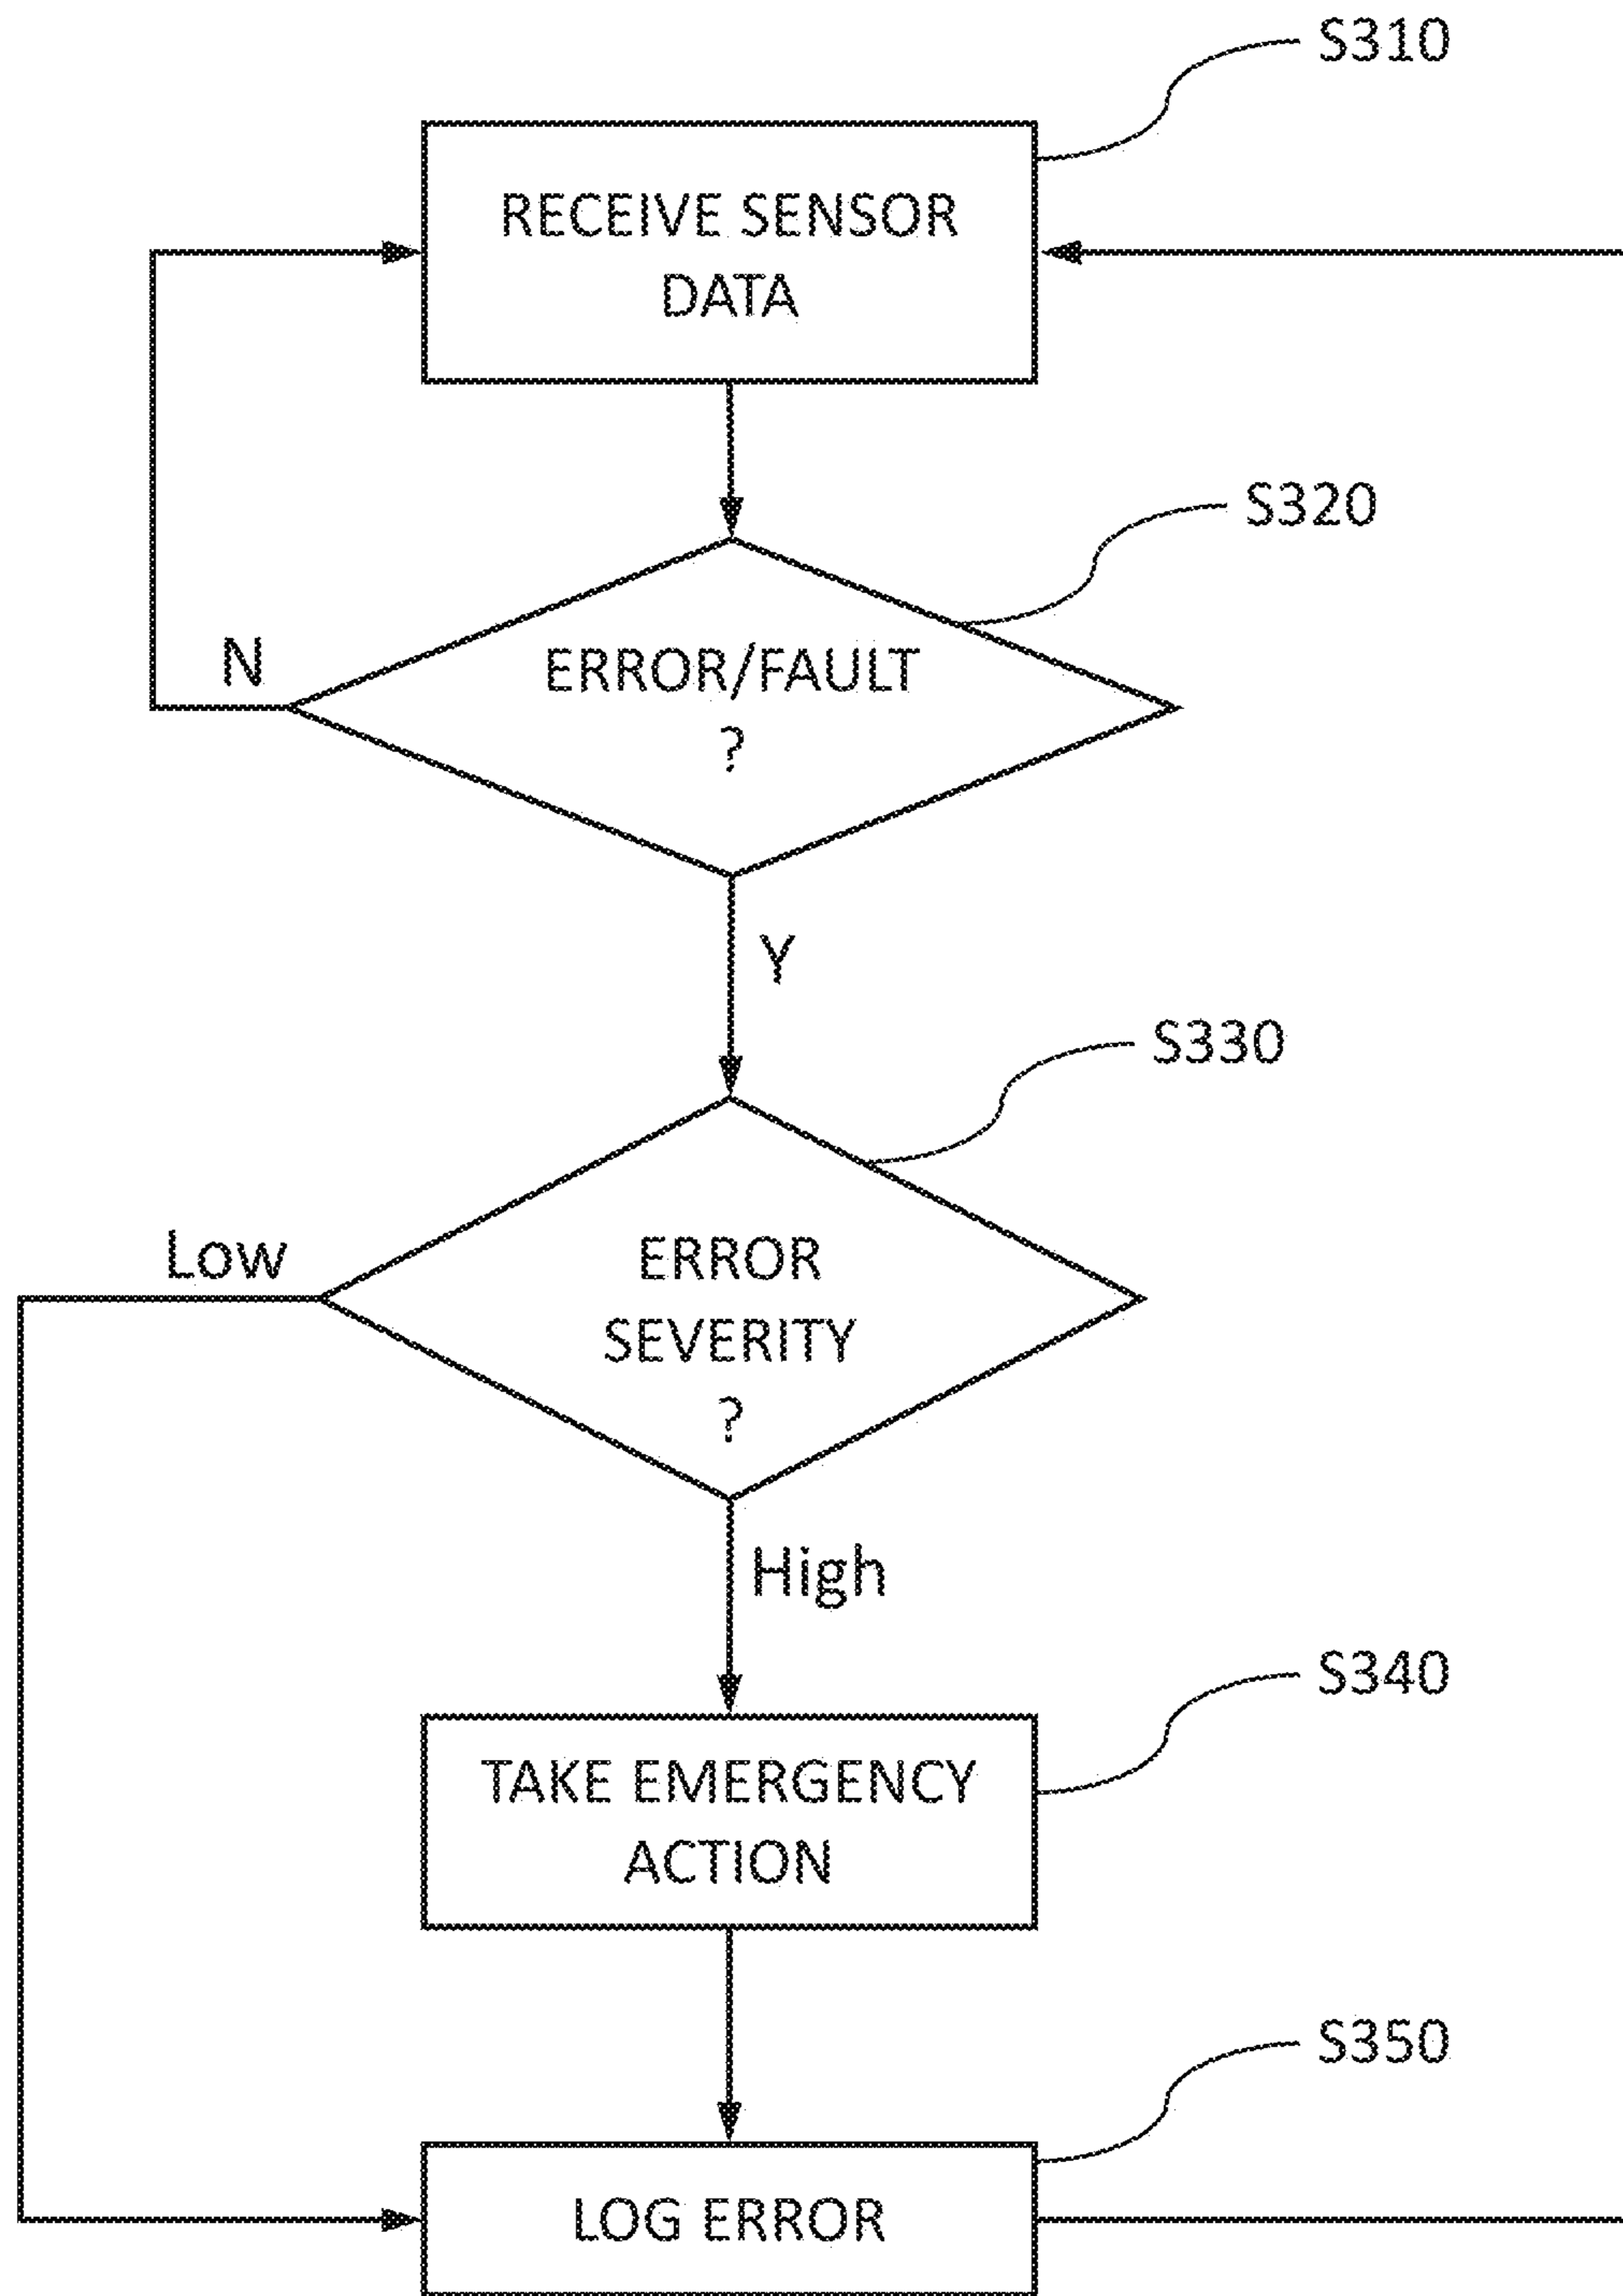 S310
RECEIVE SENSOR
DATA
S320
N
ERROR/FAULT
?
Y
S330
Low
ERROR
SEVERITY
?
High
S340
TAKE EMERGENCY
ACTION
S350
LOG ERROR